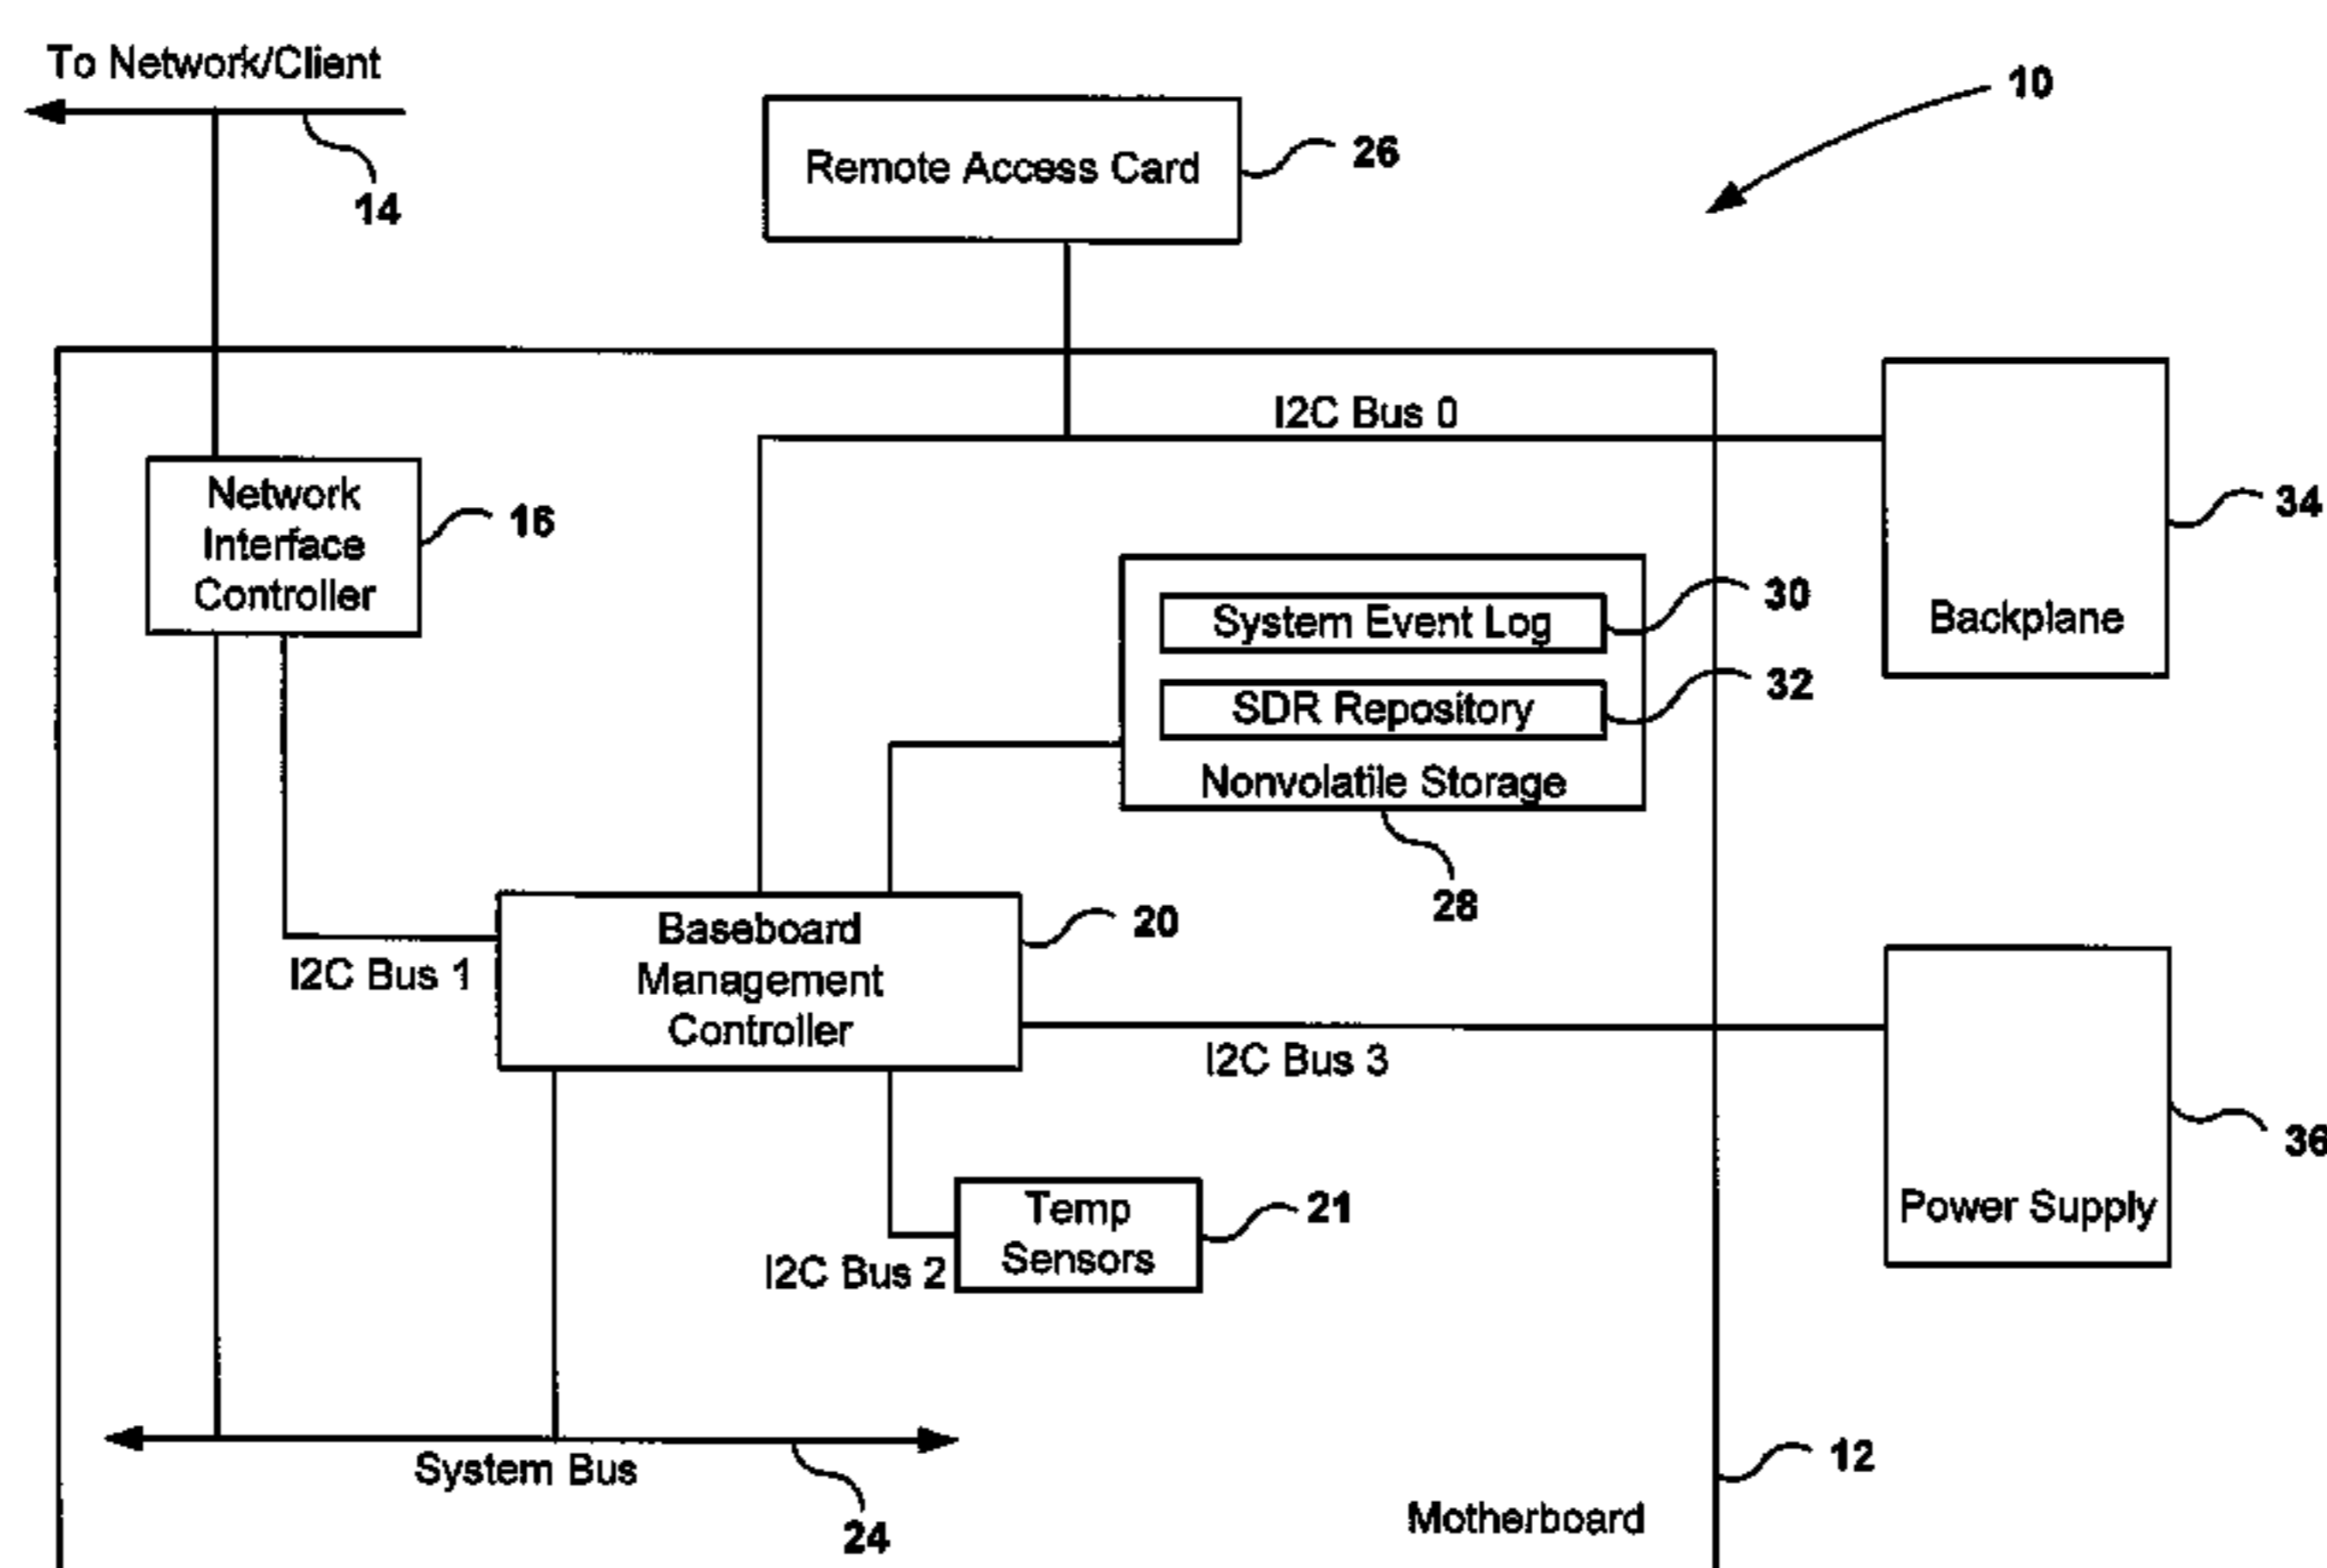 To Network/Client
10
Remote Access Card
26
14
I2C Bus 0
Network
Interface
Controller
16
34
System Event Log
30
Backplane
SDR Repository
32
Nonvolatile Storage
28
Baseboard
Management
Controller
20
I2C Bus 1
I2C Bus 3
36
Temp
Sensors
21
Power Supply
I2C Bus 2
System Bus
12
24
Motherboard